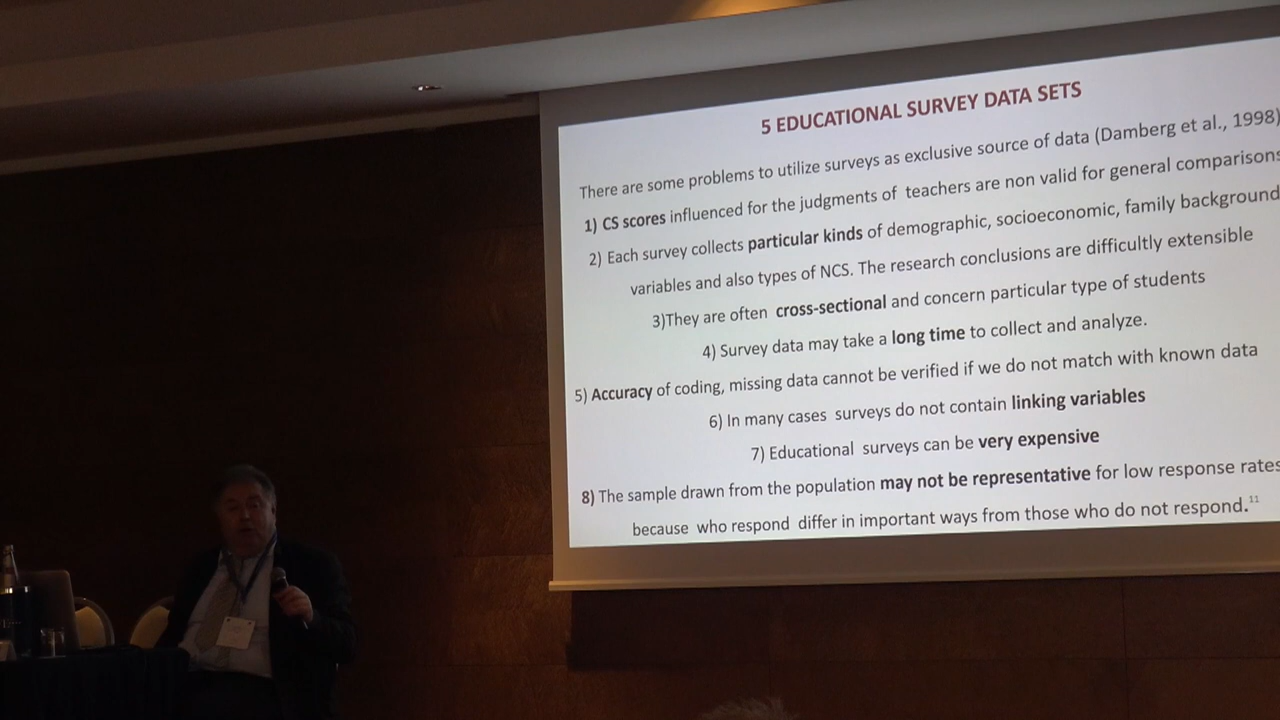 5 EDUCATIONAL SURVEY DATA SETS
There are some problems to utilize surveys as exclusive source of data (Damberg et al., 1998)
1) CS scores influenced for the judgments of teachers are non valid for general comparisons
2) Each survey collects particular kinds of demographic, socioeconomic, family background
variables and also types of NCS. The research conclusions are difficultly extensible
3)They are often cross-sectional and concern particular type of students
4) Survey data may take a long time to collect and analyze.
5) Accuracy of coding, missing data cannot be verified if we do not match with known data
6) In many cases surveys do not contain linking variables
7) Educational surveys can be very expensive
8) The sample drawn from the population may not be representative for low response rates
because who respond differ in important ways from those who do not respond.11